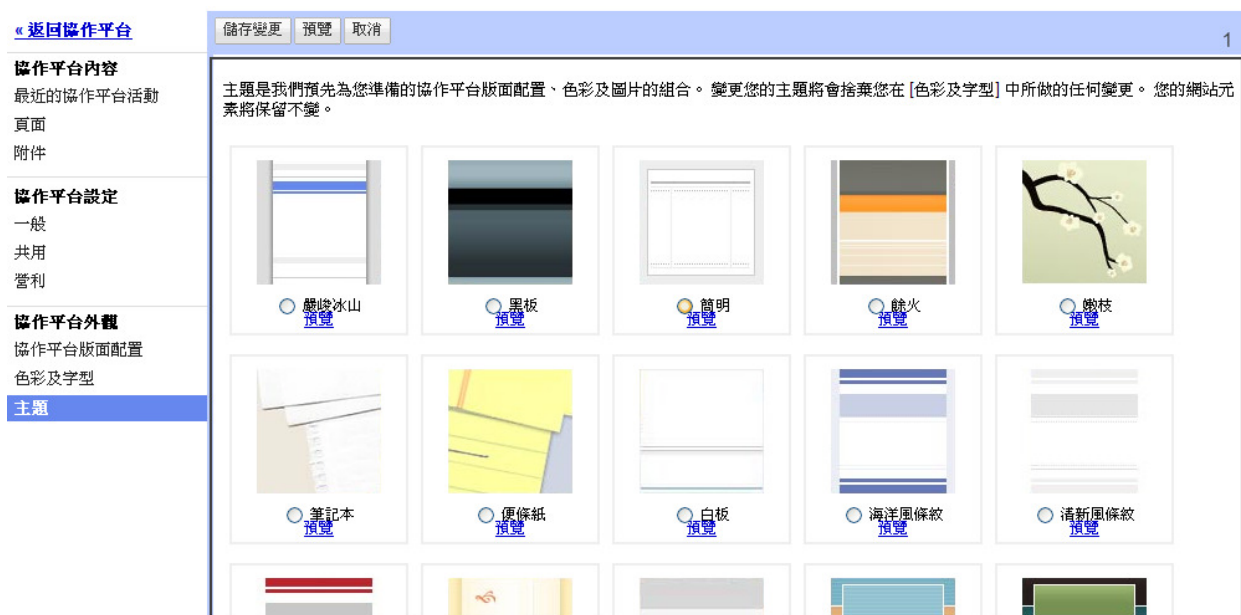 « 返回協作平台
儲存變更 預覽 取消
1
協作平台內容
最近的協作平台活動
頁面
附件
協作平台設定
一般
共用
營利
協作平台外觀
協作平台版面配置
色彩及字型
主題
主題是我們預先為您準備的協作平台版面配置、色彩及圖片的組合。 變更您的主題將會捨棄您在 [色彩及字型] 中所做的任何變更。 您的網站元
素將保留不變。
嚴峻冰山
預覽
黑板
預覽
簡明
預覽
餘火
預覽
嫩枝
預覽
筆記本
預覽
便條紙
預覽
白板
預覽
海洋風條紋
預覽
清新風條紋
預覽